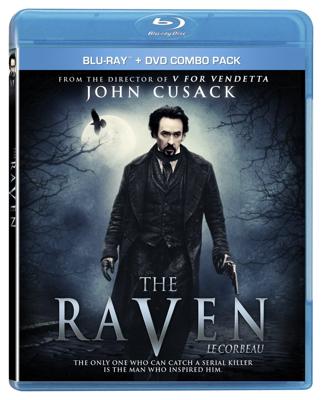 Blu-ray Disc
BLU-RAY + DVD COMBO PACK
FROM THE DIRECTOR OF V FOR VENDETTA
JOHN CUSACK
THE
RAVEN
LE CORBEAU
THE ONLY ONE WHO CAN CATCH A SERIAL KILLER
IS THE MAN WHO INSPIRED HIM.
THE RAVEN